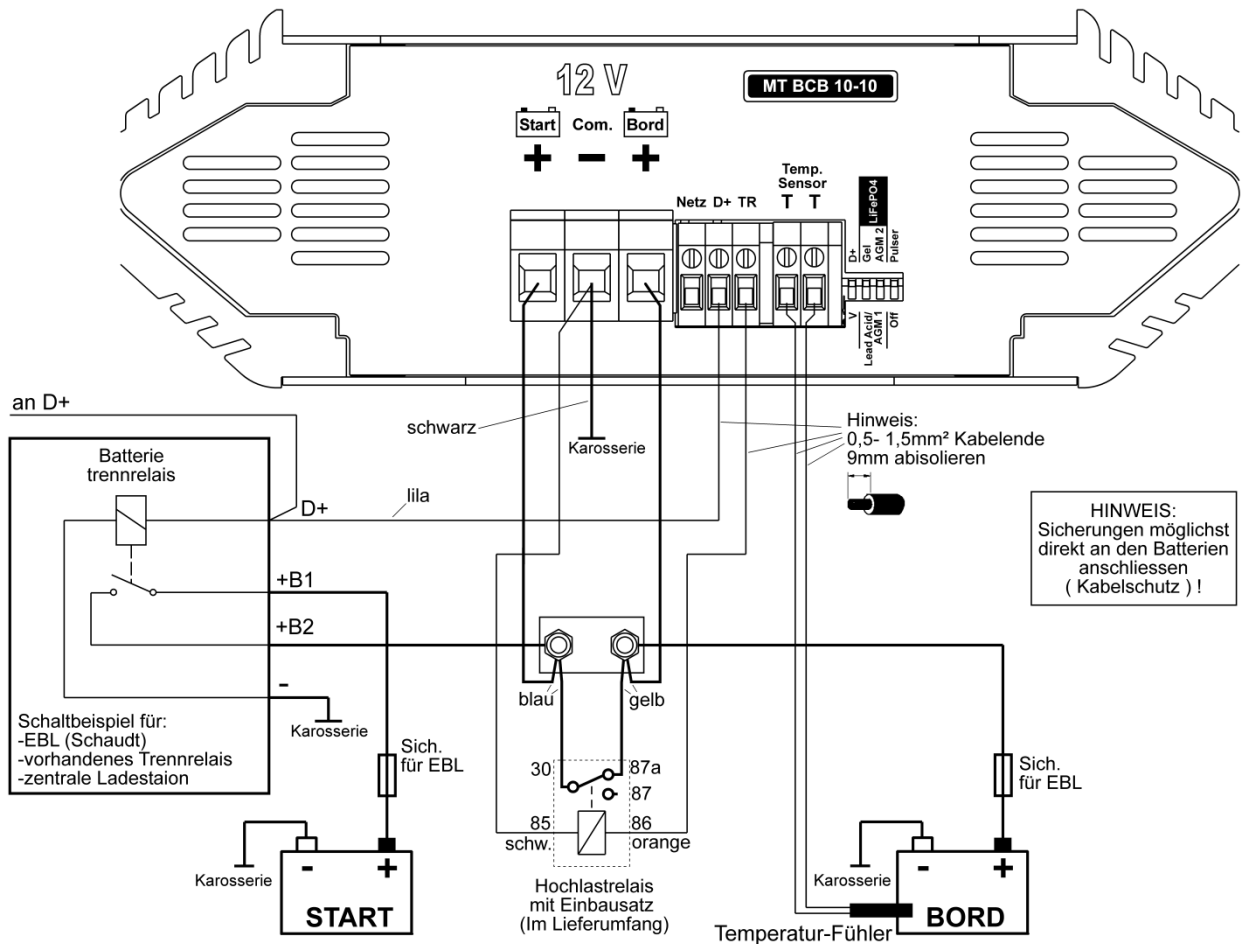 12 V
MT BCB 10-10
Start Com. Bord
+ − +
Temp.
Sensor
Netz D+ TR T T
LiFePO4
D+
Gel
AGM 2
Pulser
V
Lead Acid/
AGM 1
Off
an D+
Batterie
trennrelais
D+
lila
schwarz
Karosserie
Hinweis:
0,5- 1,5mm² Kabelende
9mm abisolieren
HINWEIS:
Sicherungen möglichst
direkt an den Batterien
anschliessen
( Kabelschutz ) !
+B1
+B2
-
Karosserie
blau
gelb
Schaltbeispiel für:
-EBL (Schaudt)
-vorhandenes Trennrelais
-zentrale Ladestaion
Sich.
für EBL
30
87a
87
85
schw.
86
orange
Sich.
für EBL
Karosserie
- +
START
Hochlastrelais
mit Einbausatz
(Im Lieferumfang)
Karosserie
- +
BORD
Temperatur-Fühler